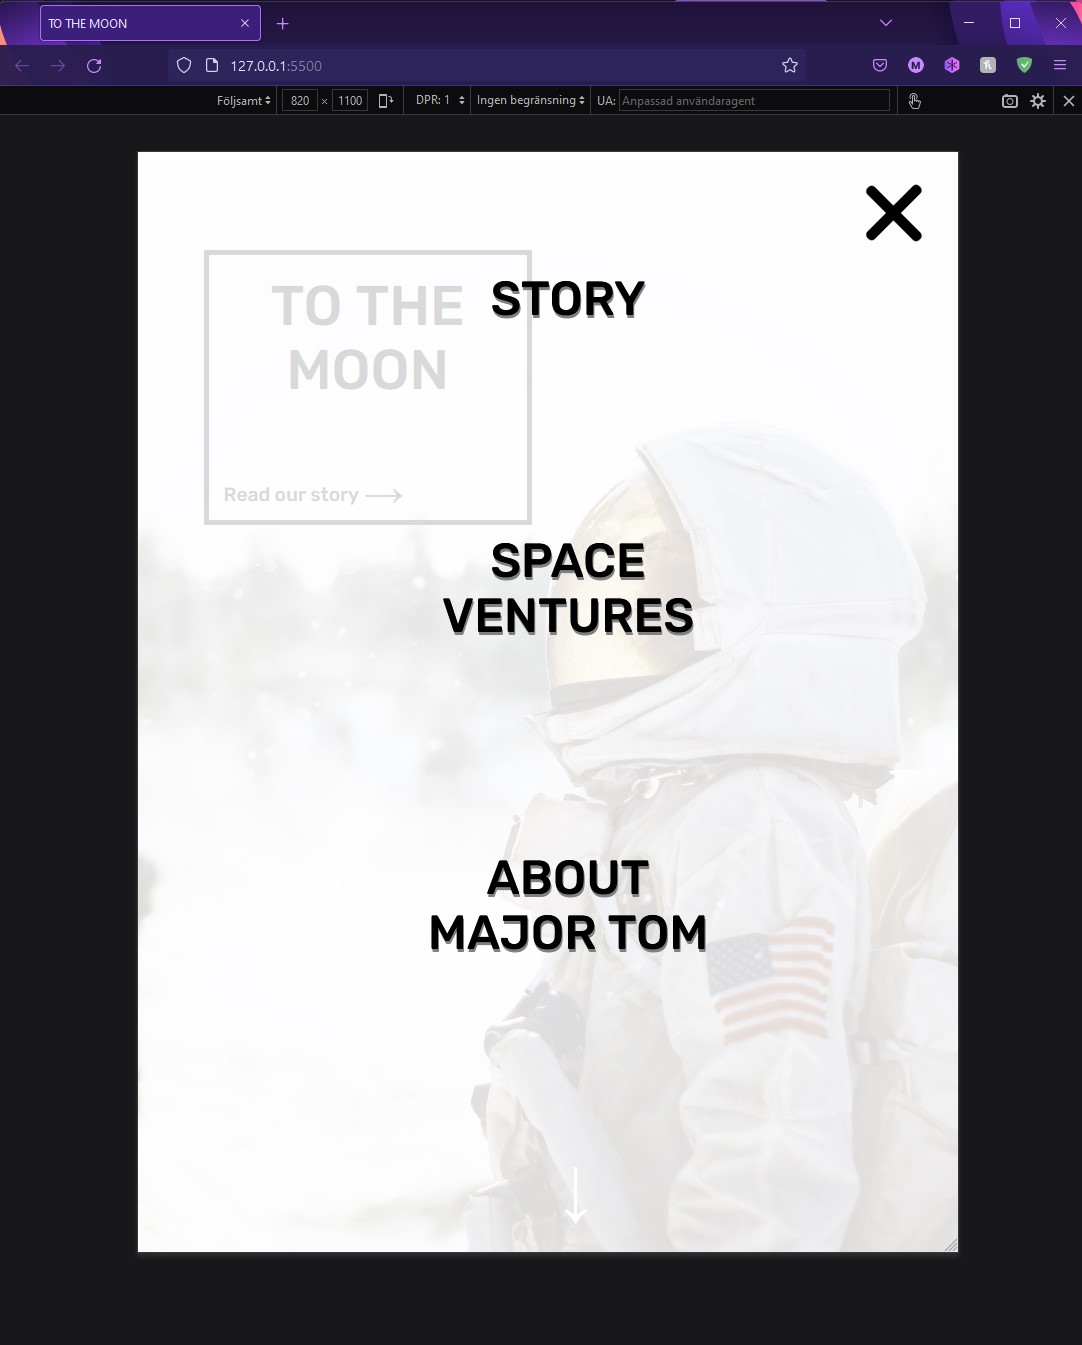 TO THE MOON
127.0.0.1:5500
Följsamt 820 × 1100 DPR: 1 Ingen begränsning UA: Anpassad användaragent
TO THE
MOON
Read our story
STORY
SPACE
VENTURES
ABOUT
MAJOR TOM